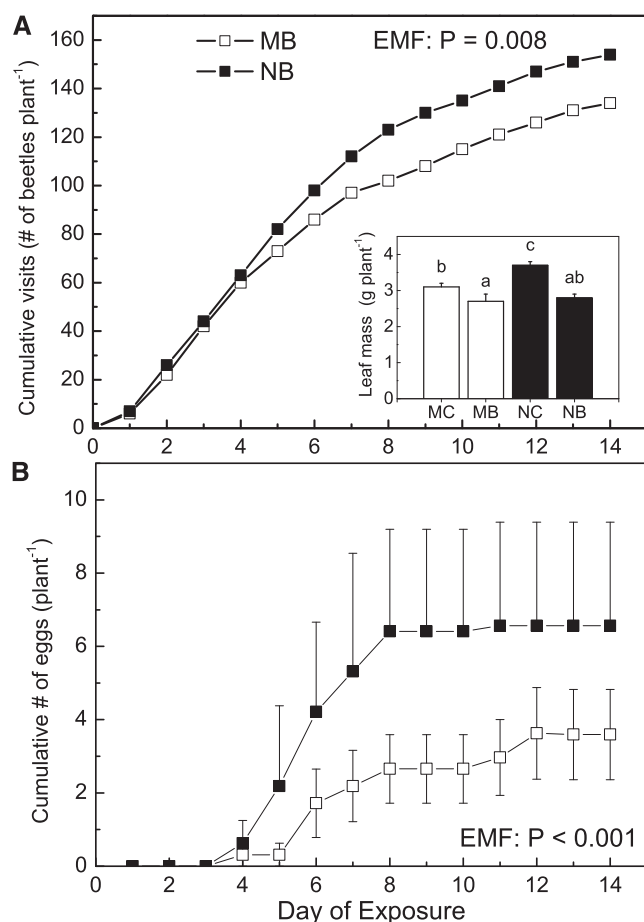 A
MB
NB
EMF: P = 0.008
Cumulative visits (# of beetles plant⁻¹)
160
140
120
100
80
60
40
20
0
0 2 4 6 8 10 12 14
Leaf mass (g plant⁻¹)
4
3
2
1
0
b a c ab
MC MB NC NB
B
Cumulative # of eggs (plant⁻¹)
10
8
6
4
2
0
EMF: P < 0.001
0 2 4 6 8 10 12 14
Day of Exposure